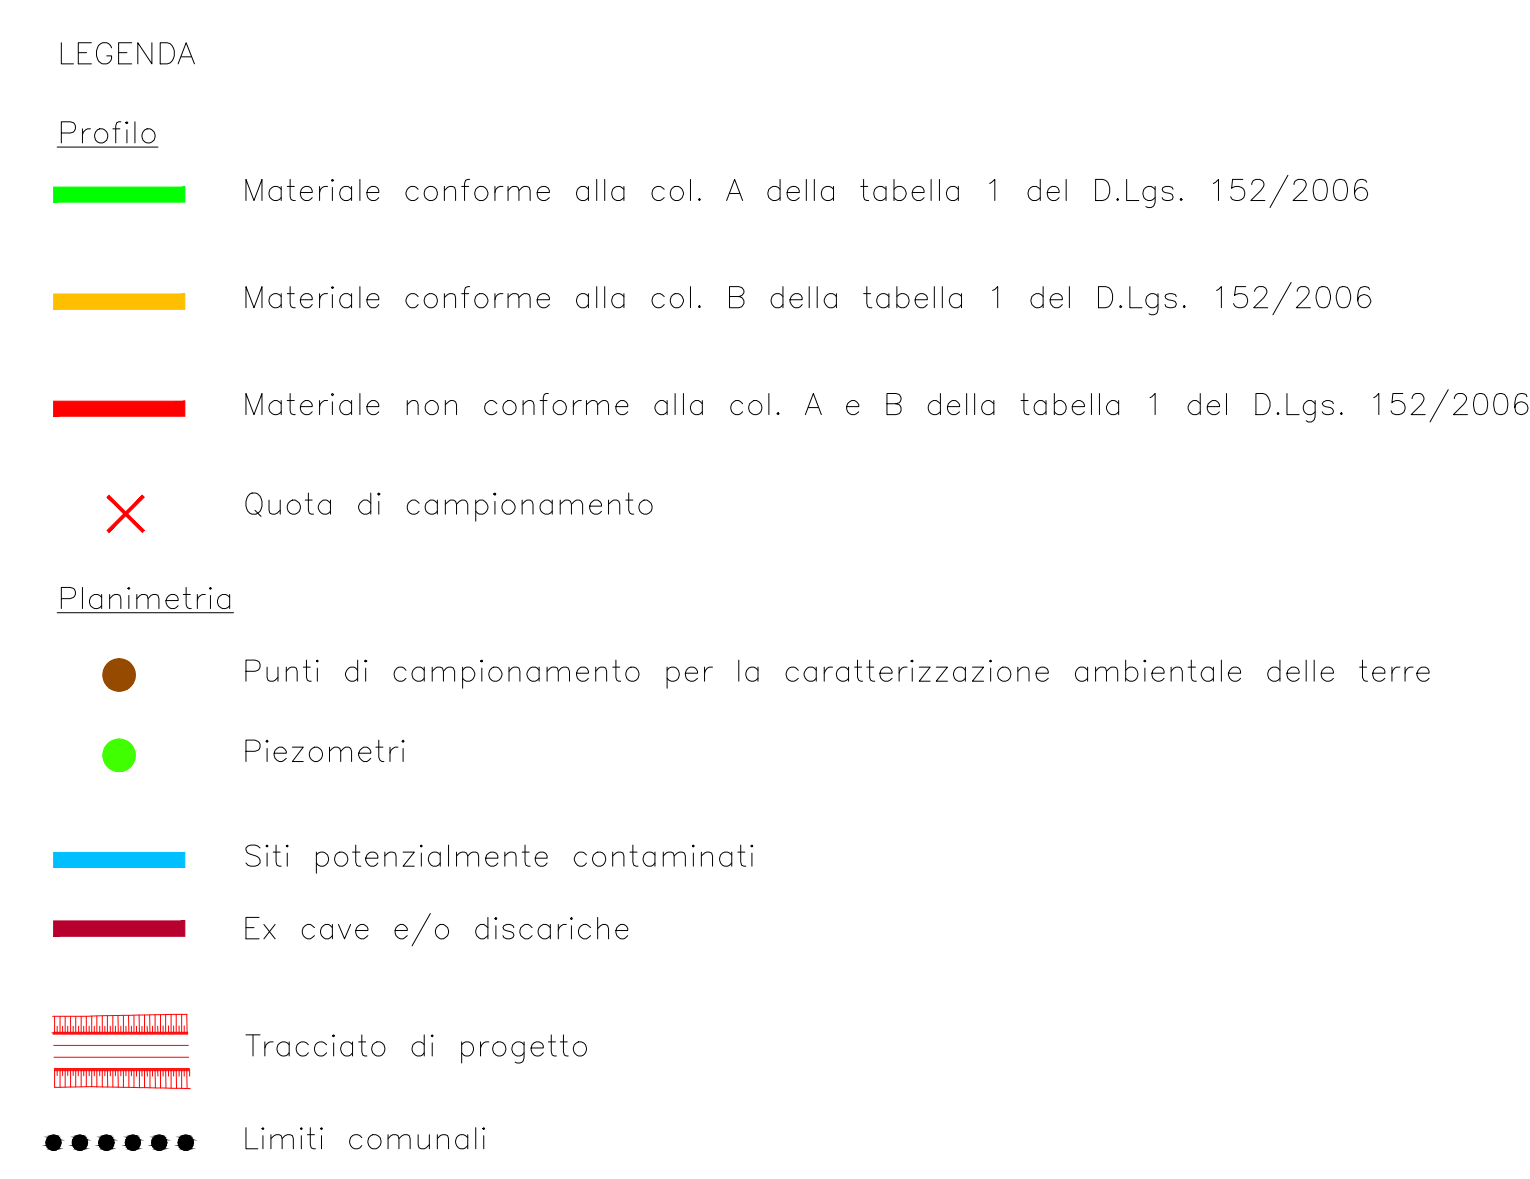 LEGENDA
Profilo
Materiale conforme alla col. A della tabella 1 del D.Lgs. 152/2006
Materiale conforme alla col. B della tabella 1 del D.Lgs. 152/2006
Materiale non conforme alla col. A e B della tabella 1 del D.Lgs. 152/2006
Quota di campionamento
Planimetria
Punti di campionamento per la caratterizzazione ambientale delle terre
Piezometri
Siti potenzialmente contaminati
Ex cave e/o discariche
Tracciato di progetto
Limiti comunali